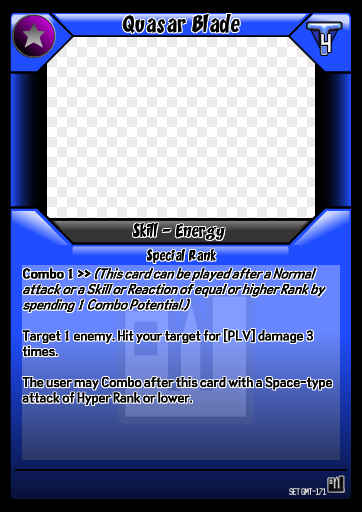 Quasar Blade
4
Skill - Energy
Special Rank
Combo 1 >> (This card can be played after a Normal
attack or a Skill or Reaction of equal or higher Rank by
spending 1 Combo Potential.)
Target 1 enemy. Hit your target for [PLV] damage 3
times.
The user may Combo after this card with a Space-type
attack of Hyper Rank or lower.
SET GMT-171